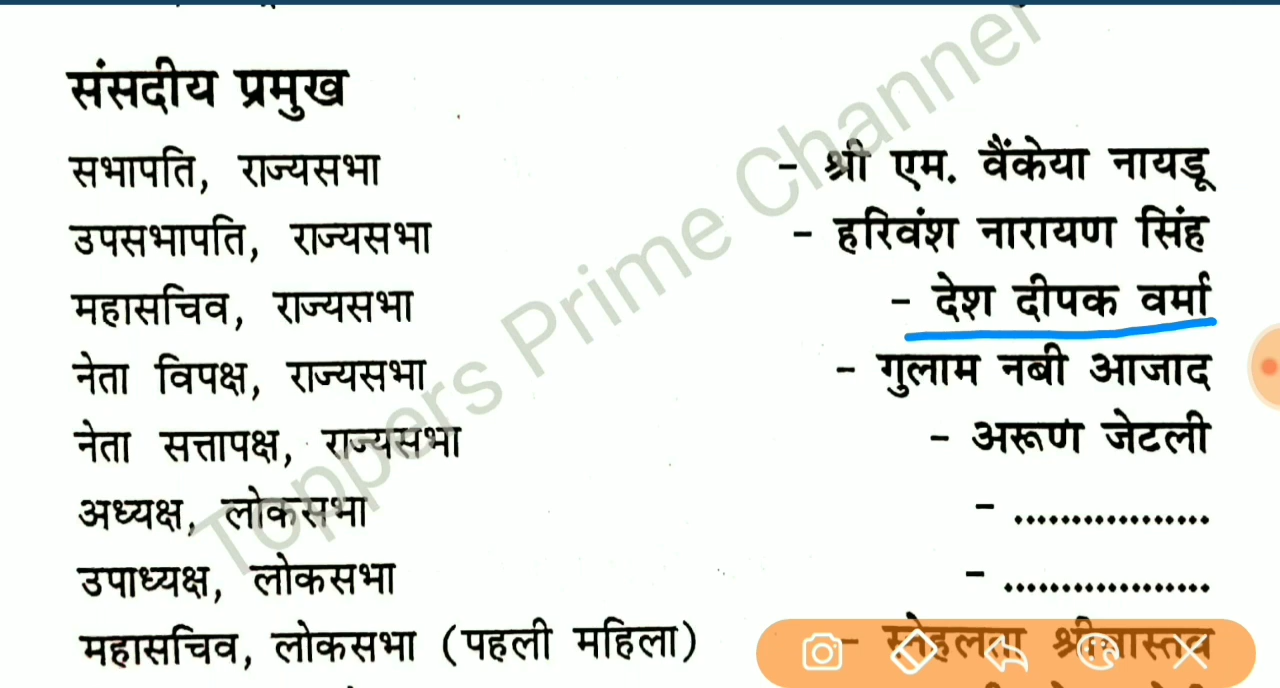 संसदीय प्रमुख
सभापति, राज्यसभा - श्री एम. वैंकेया नायडू
उपसभापति, राज्यसभा - हरिवंश नारायण सिंह
महासचिव, राज्यसभा - देश दीपक वर्मा
नेता विपक्ष, राज्यसभा - गुलाम नबी आजाद
नेता सत्तापक्ष, राज्यसभा - अरूण जेटली
अध्यक्ष, लोकसभा - .................
उपाध्यक्ष, लोकसभा - ..................
महासचिव, लोकसभा (पहली महिला) - स्नेहलता श्रीवास्तव
Toppers Prime Channel